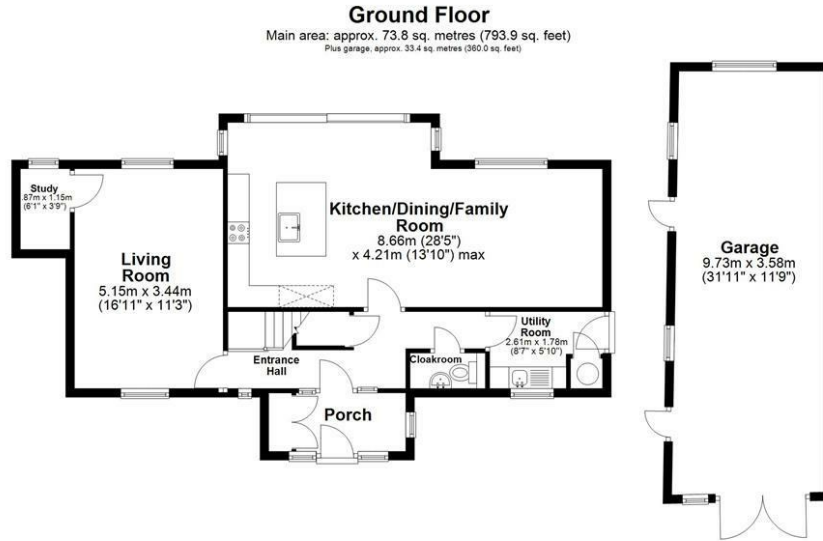 Ground Floor
Main area: approx. 73.8 sq. metres (793.9 sq. feet)
Plus garage, approx. 33.4 sq. metres (360.0 sq. feet)
Study
.87m x 1.15m
(6'1" x 3'9")
Living
Room
5.15m x 3.44m
(16'11" x 11'3")
Kitchen/Dining/Family
Room
8.66m (28'5")
x 4.21m (13'10") max
Garage
9.73m x 3.58m
(31'11" x 11'9")
Utility
Room
2.61m x 1.78m
(8'7" x 5'10")
Entrance
Hall
Cloakroom
Porch